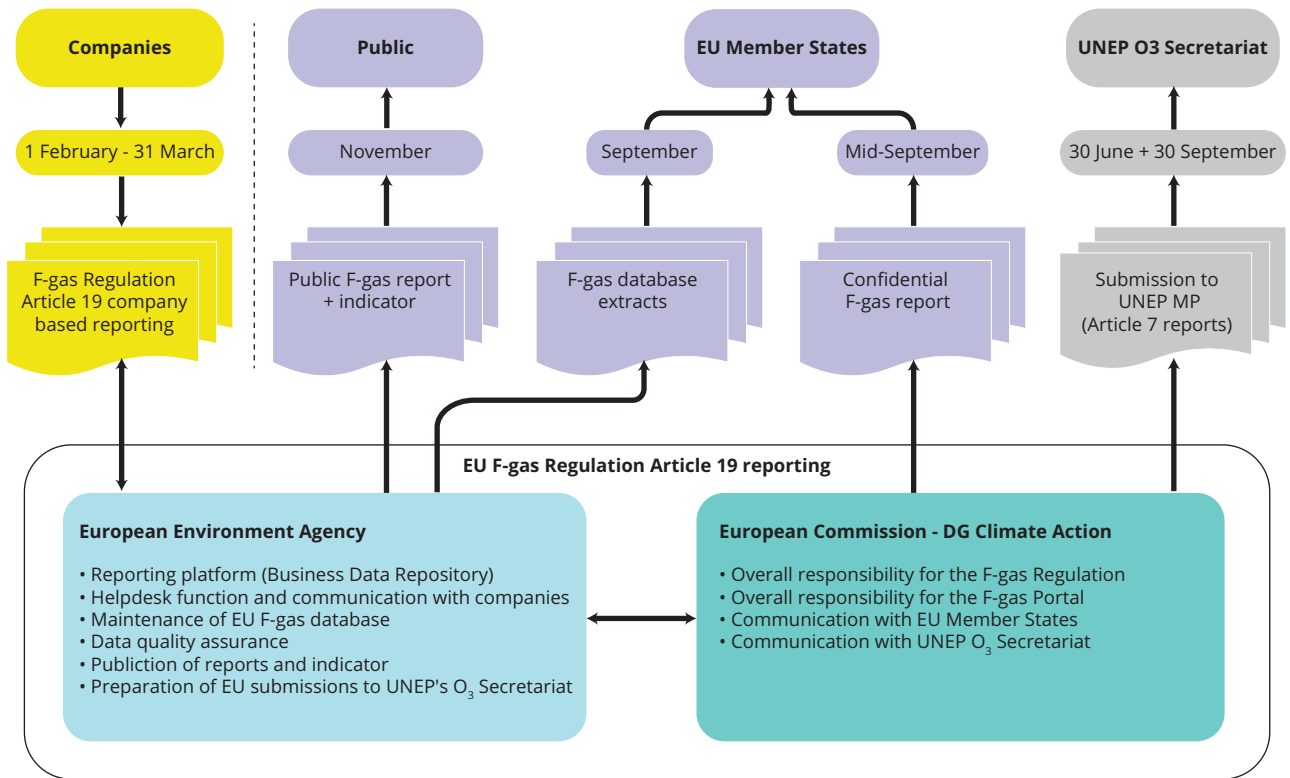 Companies
Public
EU Member States
UNEP O3 Secretariat
1 February - 31 March
November
September
Mid-September
30 June + 30 September
F-gas Regulation
Article 19 company
based reporting
Public F-gas report
+ indicator
F-gas database
extracts
Confidential
F-gas report
Submission to
UNEP MP
(Article 7 reports)
EU F-gas Regulation Article 19 reporting
European Environment Agency
• Reporting platform (Business Data Repository)
• Helpdesk function and communication with companies
• Maintenance of EU F-gas database
• Data quality assurance
• Publiction of reports and indicator
• Preparation of EU submissions to UNEP's O₃ Secretariat
European Commission - DG Climate Action
• Overall responsibility for the F-gas Regulation
• Overall responsibility for the F-gas Portal
• Communication with EU Member States
• Communication with UNEP O₃ Secretariat